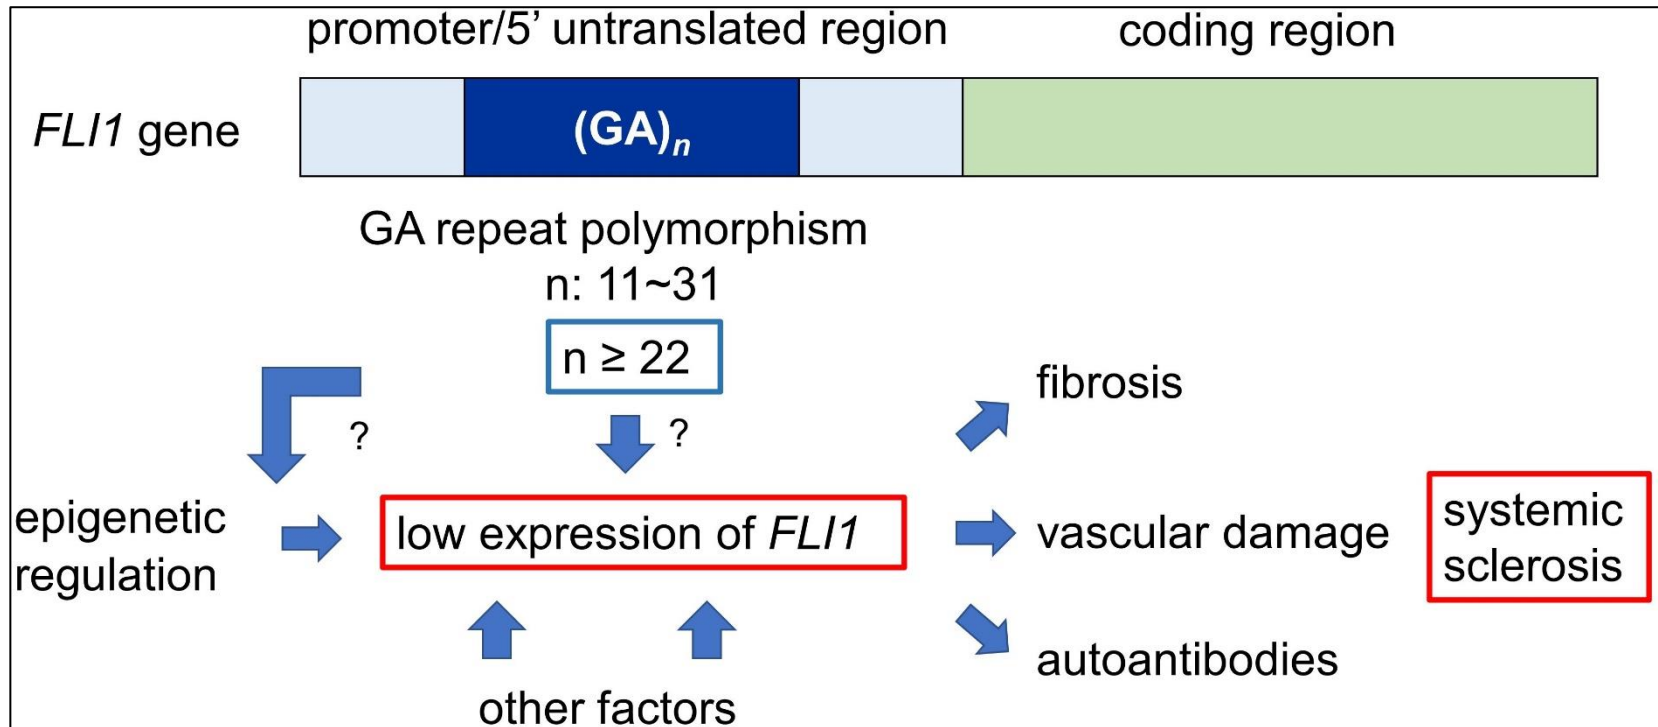 promoter/5’ untranslated region
coding region
FLI1 gene
(GA)n
GA repeat polymorphism
n: 11~31
n ≥ 22
?
?
epigenetic
regulation
low expression of FLI1
other factors
fibrosis
vascular damage
autoantibodies
systemic
sclerosis